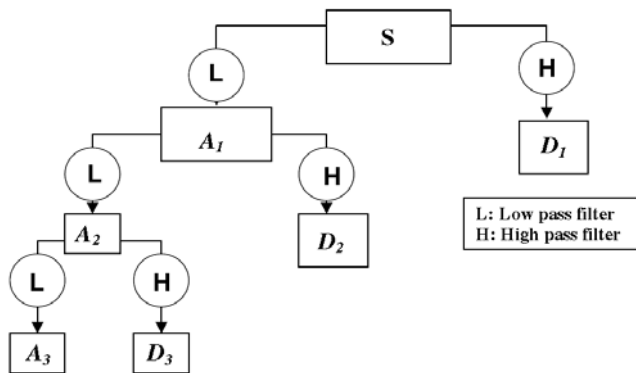 S
L
H
A1
D1
L
H
L: Low pass filter
H: High pass filter
A2
D2
L
H
A3
D3